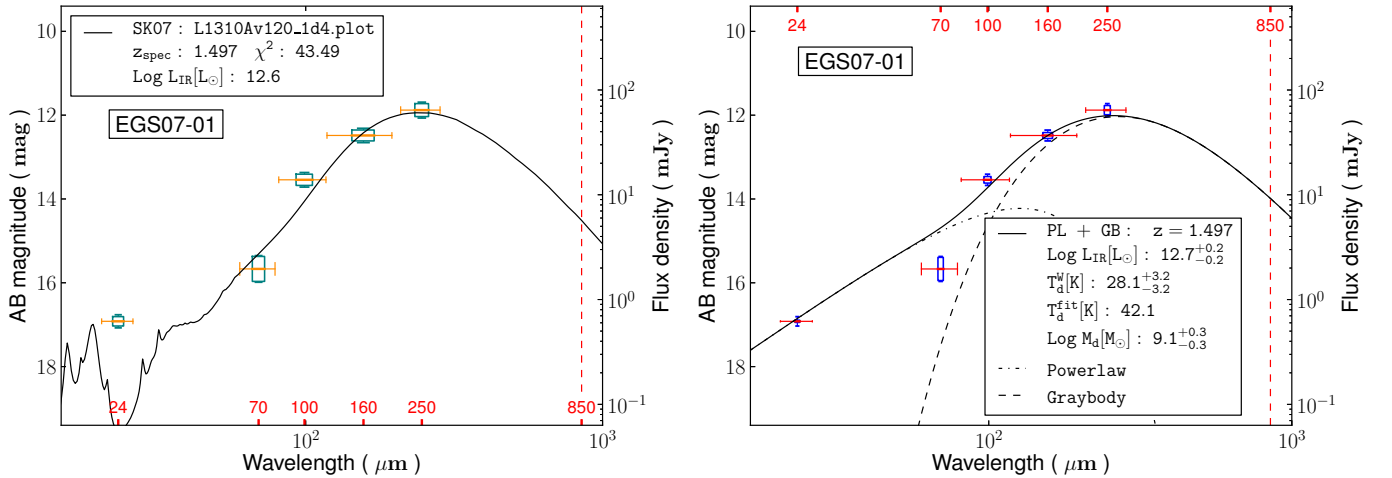 SK07 : L1310Av120_1d4.plot
z_spec : 1.497 χ² : 43.49
Log L_IR[L_⊙] : 12.6
EGS07-01
AB magnitude ( mag )
10
12
14
16
18
Flux density ( mJy )
10²
10¹
10⁰
10⁻¹
24 70 100 160 250 850
10² 10³
Wavelength ( μm )
24 70 100 160 250 850
EGS07-01
AB magnitude ( mag )
10
12
14
16
18
Flux density ( mJy )
10²
10¹
10⁰
10⁻¹
PL + GB : z = 1.497
Log L_IR[L_⊙] : 12.7^{+0.2}_{-0.2}
T_d^W[K] : 28.1^{+3.2}_{-3.2}
T_d^fit[K] : 42.1
Log M_d[M_⊙] : 9.1^{+0.3}_{-0.3}
Powerlaw
Graybody
10² 10³
Wavelength ( μm )